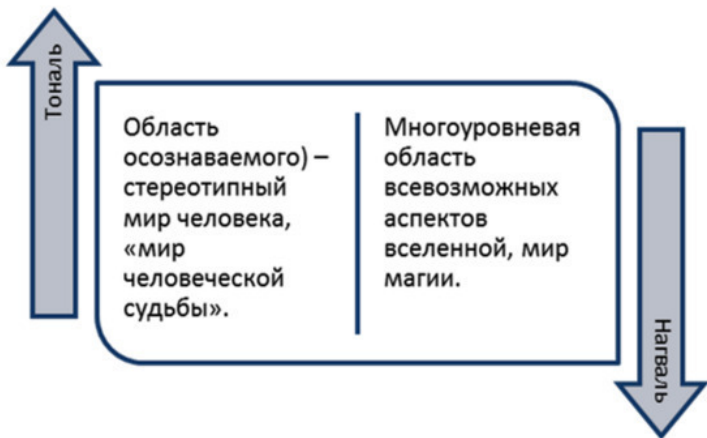 Тональ
Область
осознаваемого) –
стереотипный
мир человека,
«мир
человеческой
судьбы».
Многоуровневая
область
всевозможных
аспектов
вселенной, мир
магии.
Нагваль